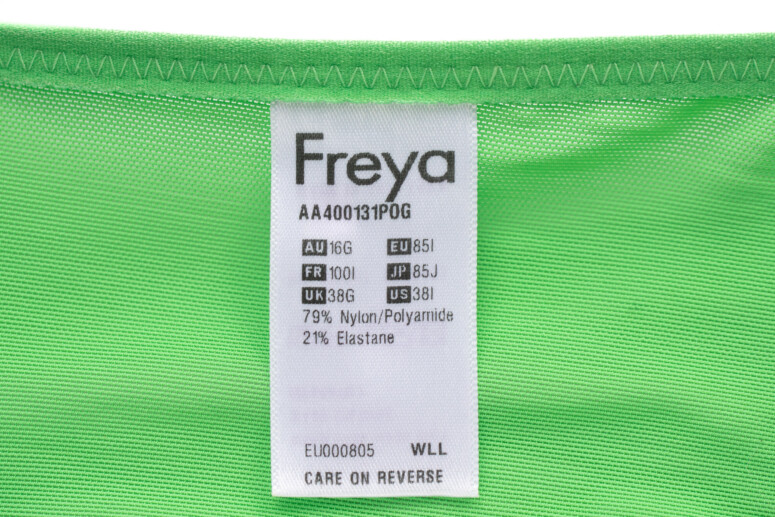 Freya
AA400131POG
AU 16G EU 85I
FR 100I JP 85J
UK 38G US 38I
79% Nylon/Polyamide
21% Elastane
EU000805 WLL
CARE ON REVERSE